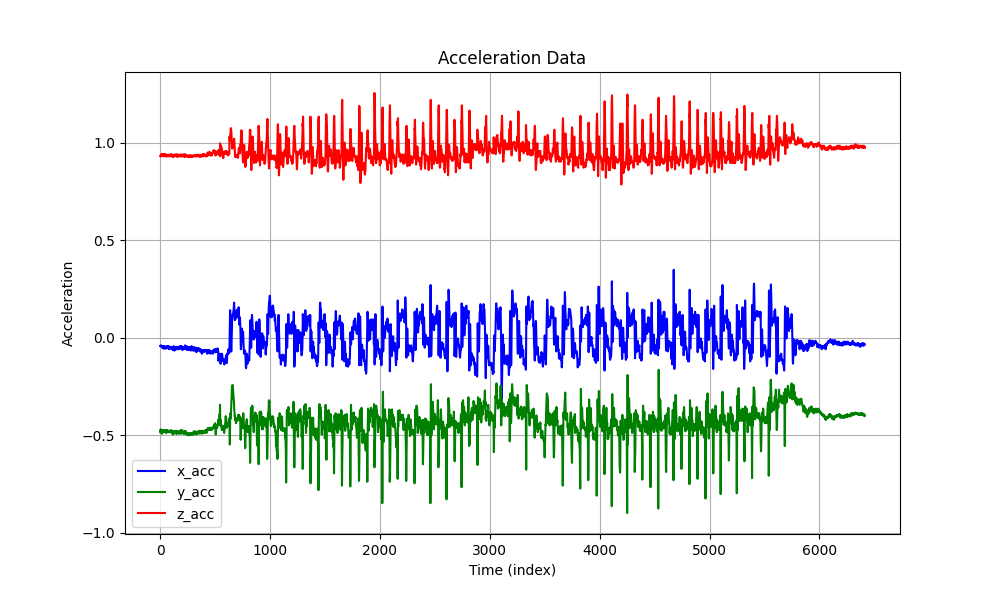 Acceleration Data
Acceleration
1.0
0.5
0.0
−0.5
−1.0
x_acc
y_acc
z_acc
0 1000 2000 3000 4000 5000 6000
Time (index)